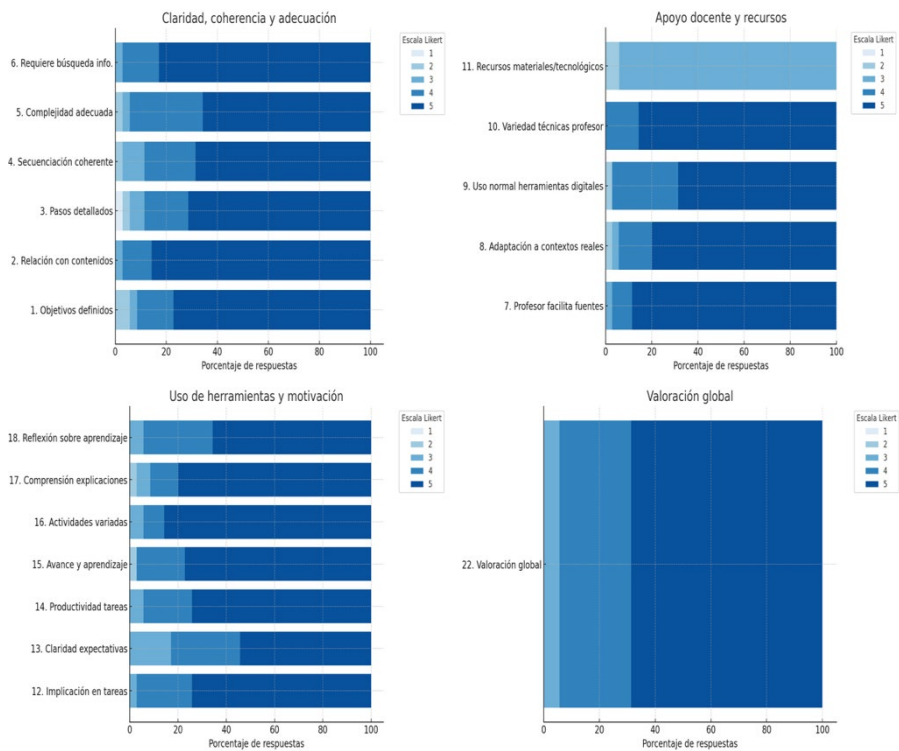 Claridad, coherencia y adecuación
6. Requiere búsqueda info.
5. Complejidad adecuada
4. Secuenciación coherente
3. Pasos detallados
2. Relación con contenidos
1. Objetivos definidos
0 20 40 60 80 100
Porcentaje de respuestas
Escala Likert
1
2
3
4
5
Apoyo docente y recursos
11. Recursos materiales/tecnológicos
10. Variedad técnicas profesor
9. Uso normal herramientas digitales
8. Adaptación a contextos reales
7. Profesor facilita fuentes
0 20 40 60 80 100
Porcentaje de respuestas
Escala Likert
1
2
3
4
5
Uso de herramientas y motivación
18. Reflexión sobre aprendizaje
17. Comprensión explicaciones
16. Actividades variadas
15. Avance y aprendizaje
14. Productividad tareas
13. Claridad expectativas
12. Implicación en tareas
0 20 40 60 80 100
Porcentaje de respuestas
Escala Likert
1
2
3
4
5
Valoración global
22. Valoración global
0 20 40 60 80 100
Porcentaje de respuestas
Escala Likert
1
2
3
4
5